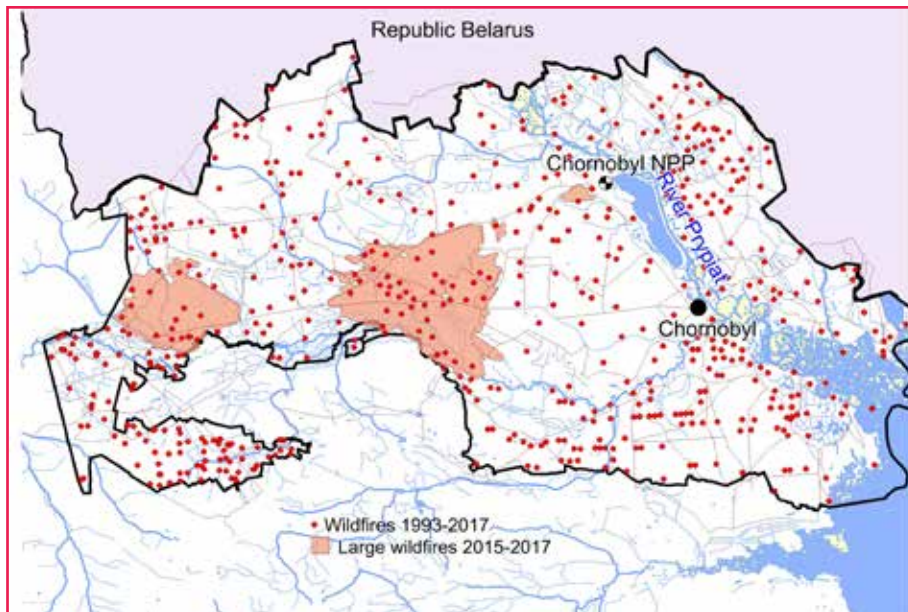 Republic Belarus
Chornobyl NPP
River Prypiat'
Chornobyl
Wildfires 1993-2017
Large wildfires 2015-2017